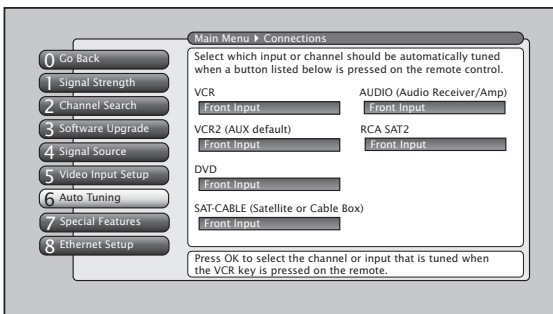 Main Menu ▶ Connections
0 Go Back
1 Signal Strength
2 Channel Search
3 Software Upgrade
4 Signal Source
5 Video Input Setup
6 Auto Tuning
7 Special Features
8 Ethernet Setup
Select which input or channel should be automatically tuned
when a button listed below is pressed on the remote control.
VCR
Front Input
VCR2 (AUX default)
Front Input
DVD
Front Input
SAT-CABLE (Satellite or Cable Box)
Front Input
AUDIO (Audio Receiver/Amp)
Front Input
RCA SAT2
Front Input
Press OK to select the channel or input that is tuned when
the VCR key is pressed on the remote.